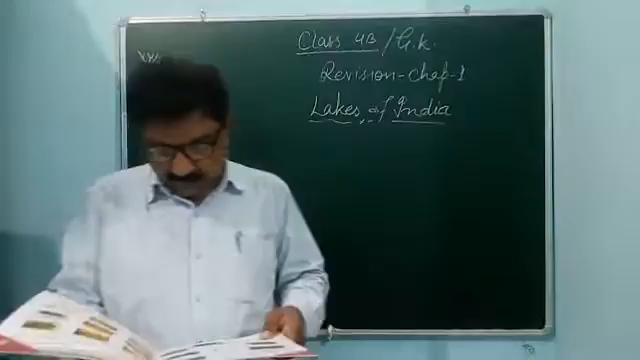 Class 4B / G.K.
Revision - Chap - 1
Lakes of India